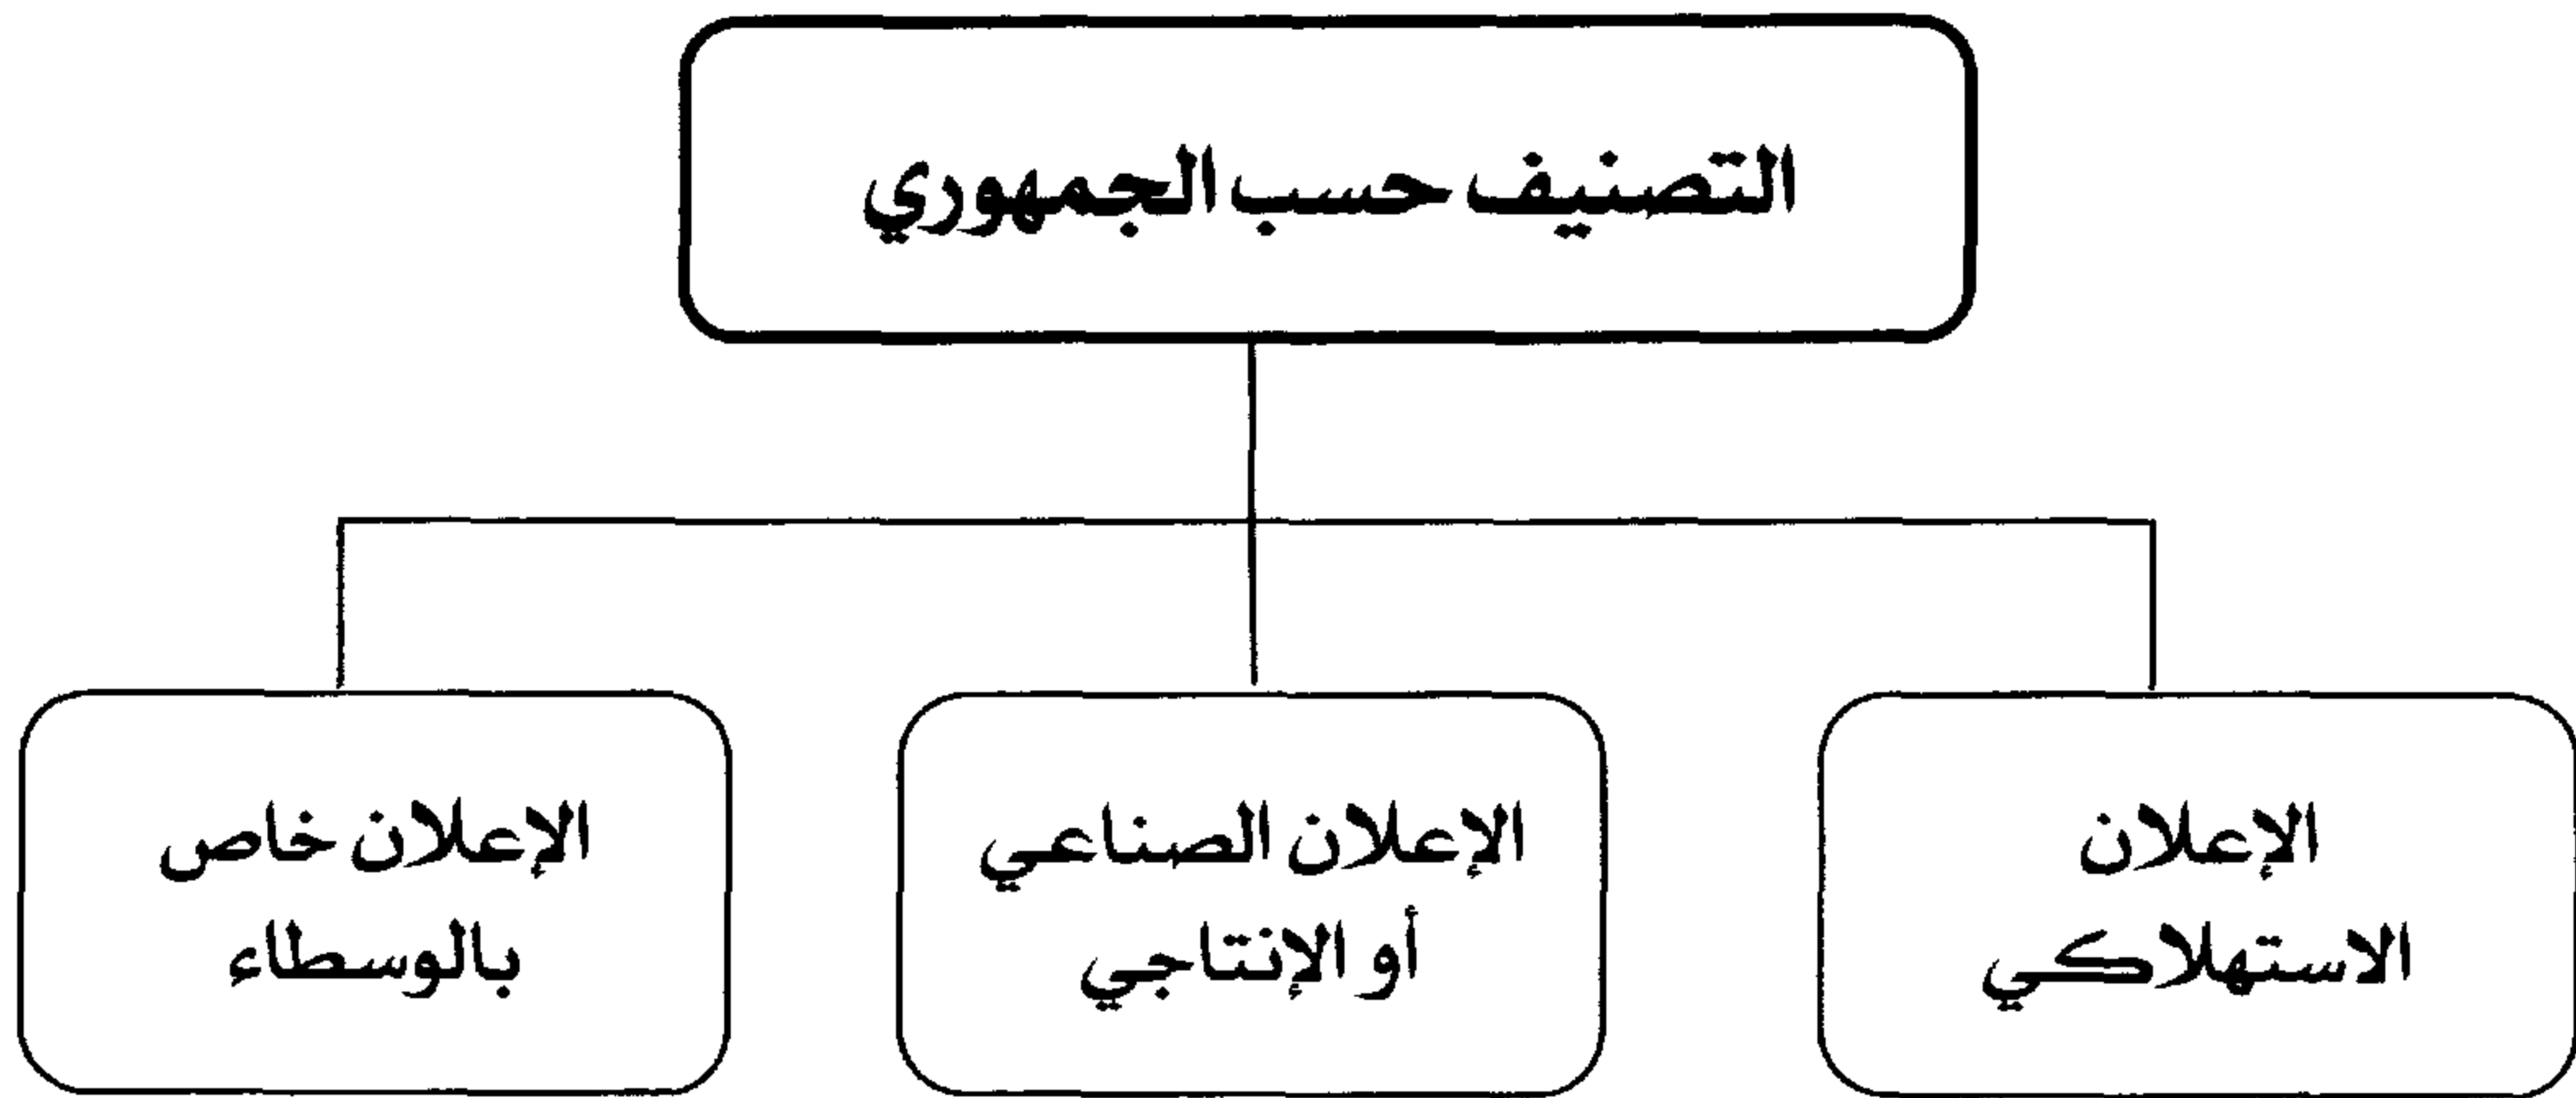 التصنيف حسب الجمهوري
الإعلان
الاستهلاكي
الإعلان الصناعي
أو الإنتاجي
الإعلان خاص
بالوسطاء